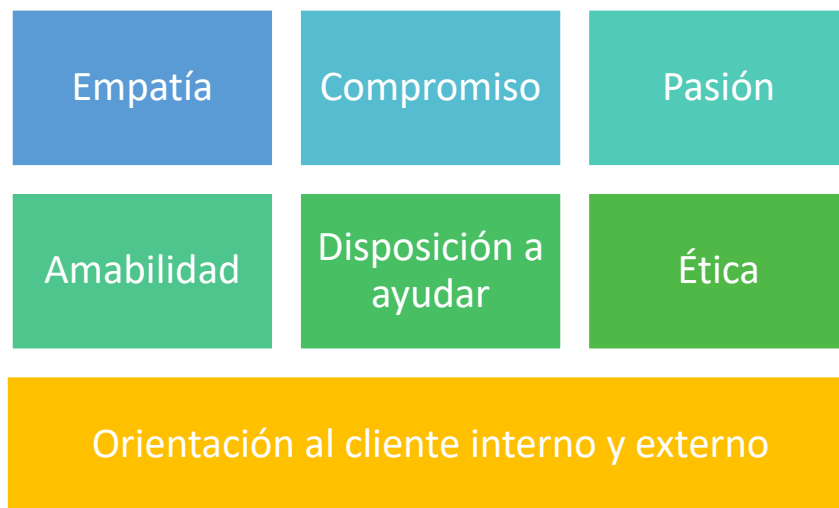 Empatía
Compromiso
Pasión
Amabilidad
Disposición a
ayudar
Ética
Orientación al cliente interno y externo